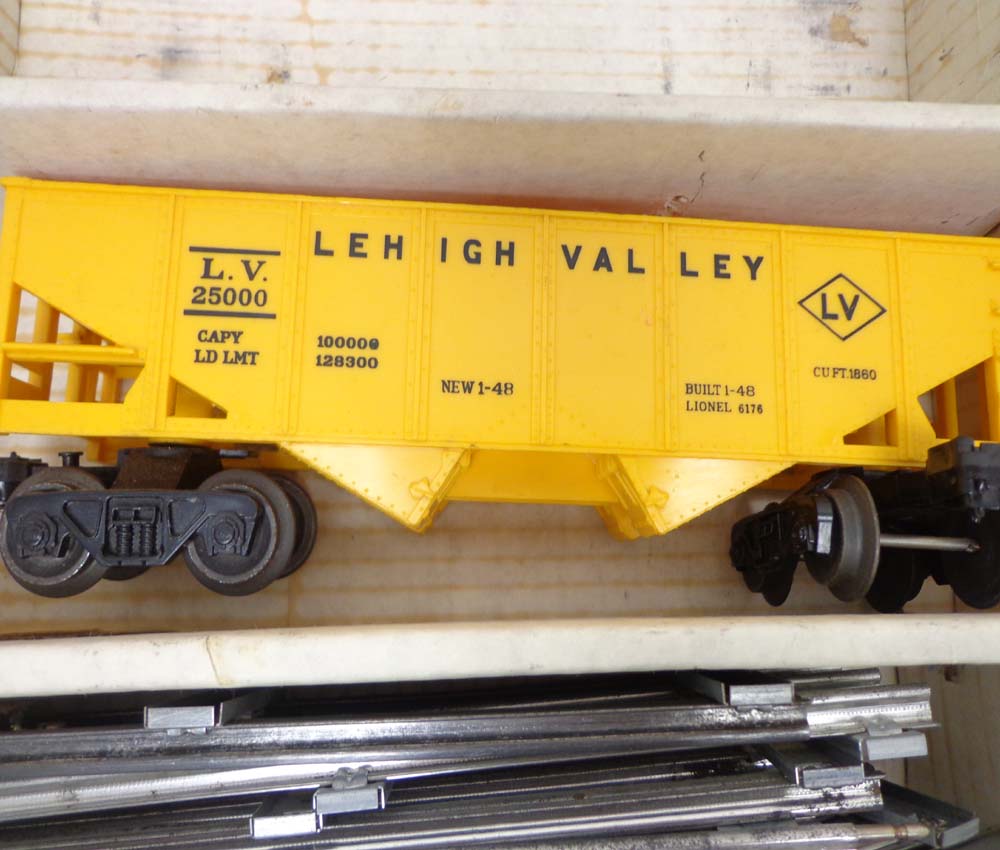 LEHIGH VALLEY
L.V.
25000
CAPY 100000
LD LMT 128300
NEW 1-48
BUILT 1-48
LIONEL 6176
LV
CU FT. 1860